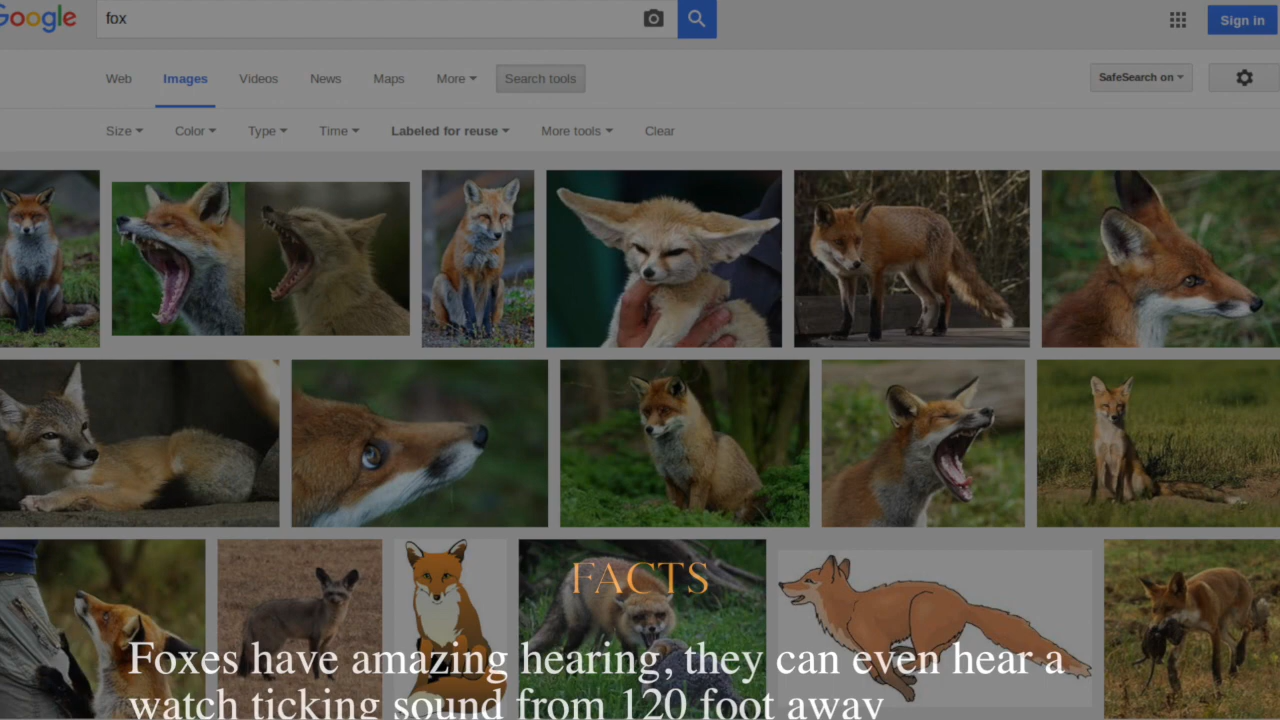 Google fox Sign in
Web Images Videos News Maps More Search tools SafeSearch on
Size Color Type Time Labeled for reuse More tools Clear
FACTS
Foxes have amazing hearing, they can even hear a
watch ticking sound from 120 foot away